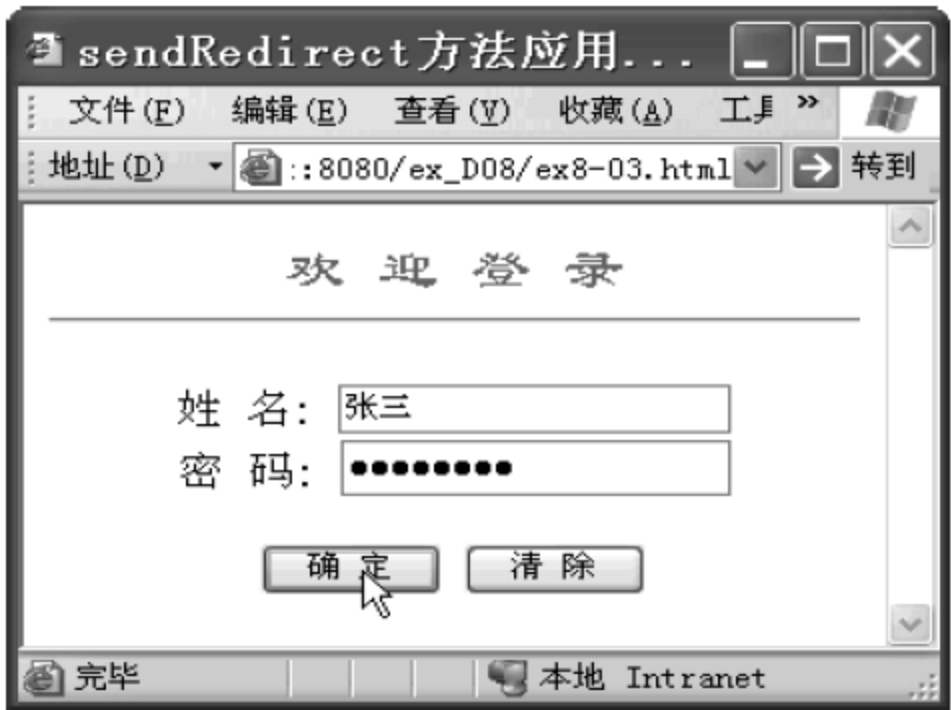 sendRedirect方法应用...
文件(F) 编辑(E) 查看(V) 收藏(A) 工具 »
地址(D) ::8080/ex_D08/ex8-03.html 转到
欢 迎 登 录
姓 名: 张三
密 码: ●●●●●●●●
确 定 清 除
完毕 本地 Intranet